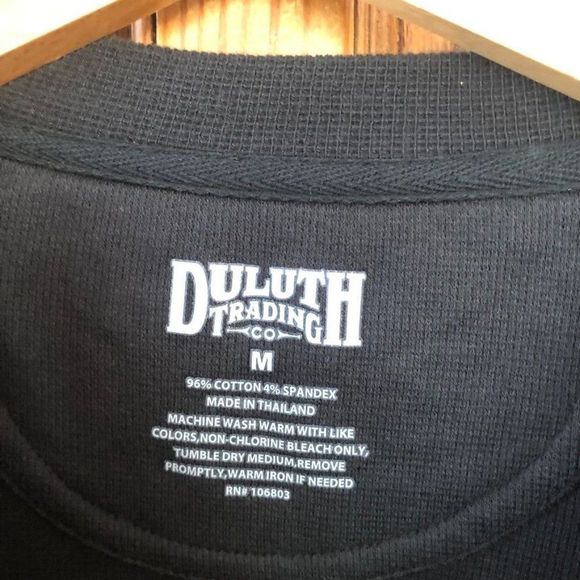 DULUTH
TRADING
CO
M
96% COTTON 4% SPANDEX
MADE IN THAILAND
MACHINE WASH WARM WITH LIKE
COLORS,NON-CHLORINE BLEACH ONLY,
TUMBLE DRY MEDIUM,REMOVE
PROMPTLY,WARM IRON IF NEEDED
RN# 106803